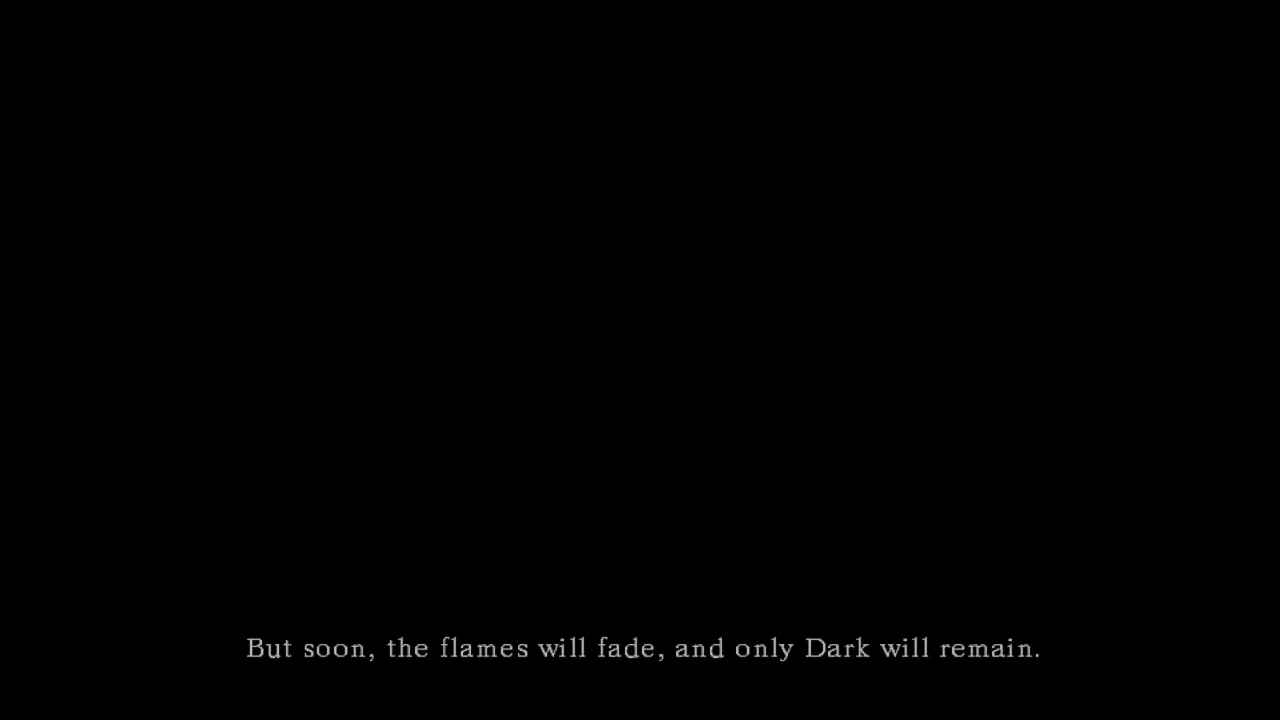 But soon, the flames will fade, and only Dark will remain.